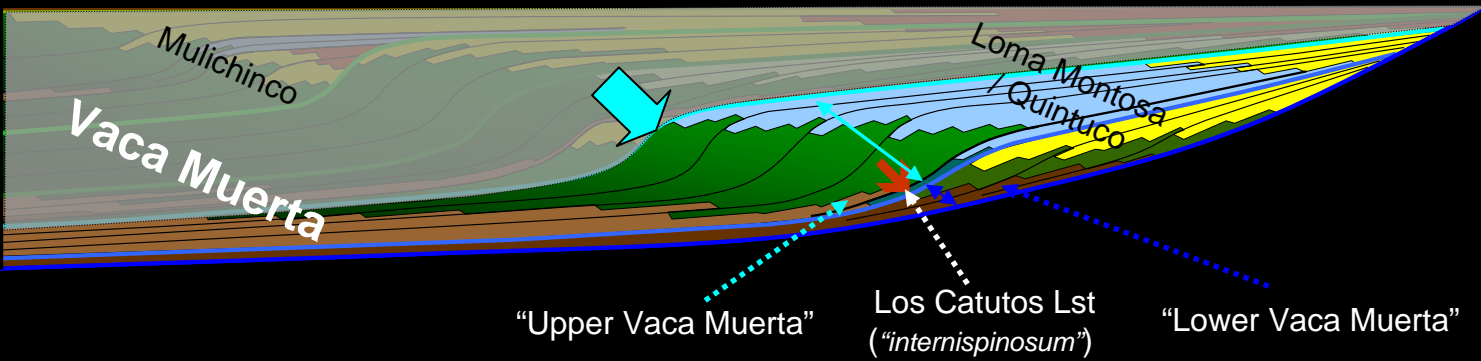 Mulichinco
Vaca Muerta
Loma Montosa
/ Quintuco
“Upper Vaca Muerta”
Los Catutos Lst
(“internispinosum”)
“Lower Vaca Muerta”